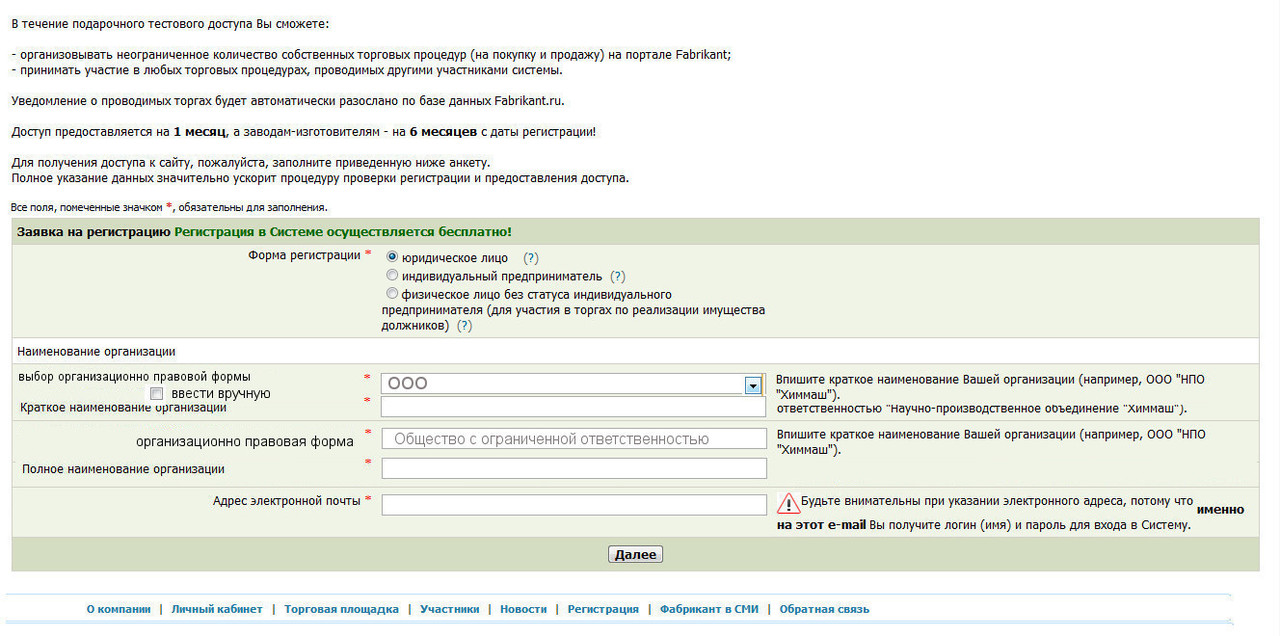 В течение подарочного тестового доступа Вы сможете:
- организовывать неограниченное количество собственных торговых процедур (на покупку и продажу) на портале Fabrikant;
- принимать участие в любых торговых процедурах, проводимых другими участниками системы.
Уведомление о проводимых торгах будет автоматически разослано по базе данных Fabrikant.ru.
Доступ предоставляется на 1 месяц, а заводам-изготовителям - на 6 месяцев с даты регистрации!
Для получения доступа к сайту, пожалуйста, заполните приведенную ниже анкету.
Полное указание данных значительно ускорит процедуру проверки регистрации и предоставления доступа.
Все поля, помеченные значком *, обязательны для заполнения.
Заявка на регистрацию Регистрация в Системе осуществляется бесплатно!
Форма регистрации * юридическое лицо (?)
индивидуальный предприниматель (?)
физическое лицо без статуса индивидуального
предпринимателя (для участия в торгах по реализации имущества
должников) (?)
Наименование организации
выбор организационно правовой формы * ООО Впишите краткое наименование Вашей организации (например, ООО "НПО
ввести вручную "Химмаш").
Краткое наименование организации * ответственностью "Научно-производственное объединение "Химмаш").
организационно правовая форма * Общество с ограниченной ответственностью Впишите краткое наименование Вашей организации (например, ООО "НПО
"Химмаш").
Полное наименование организации *
Адрес электронной почты * Будьте внимательны при указании электронного адреса, потому что именно
на этот e-mail Вы получите логин (имя) и пароль для входа в Систему.
Далее
О компании | Личный кабинет | Торговая площадка | Участники | Новости | Регистрация | Фабрикант в СМИ | Обратная связь